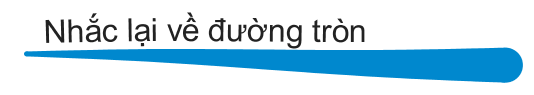 Nhắc lại về đường tròn